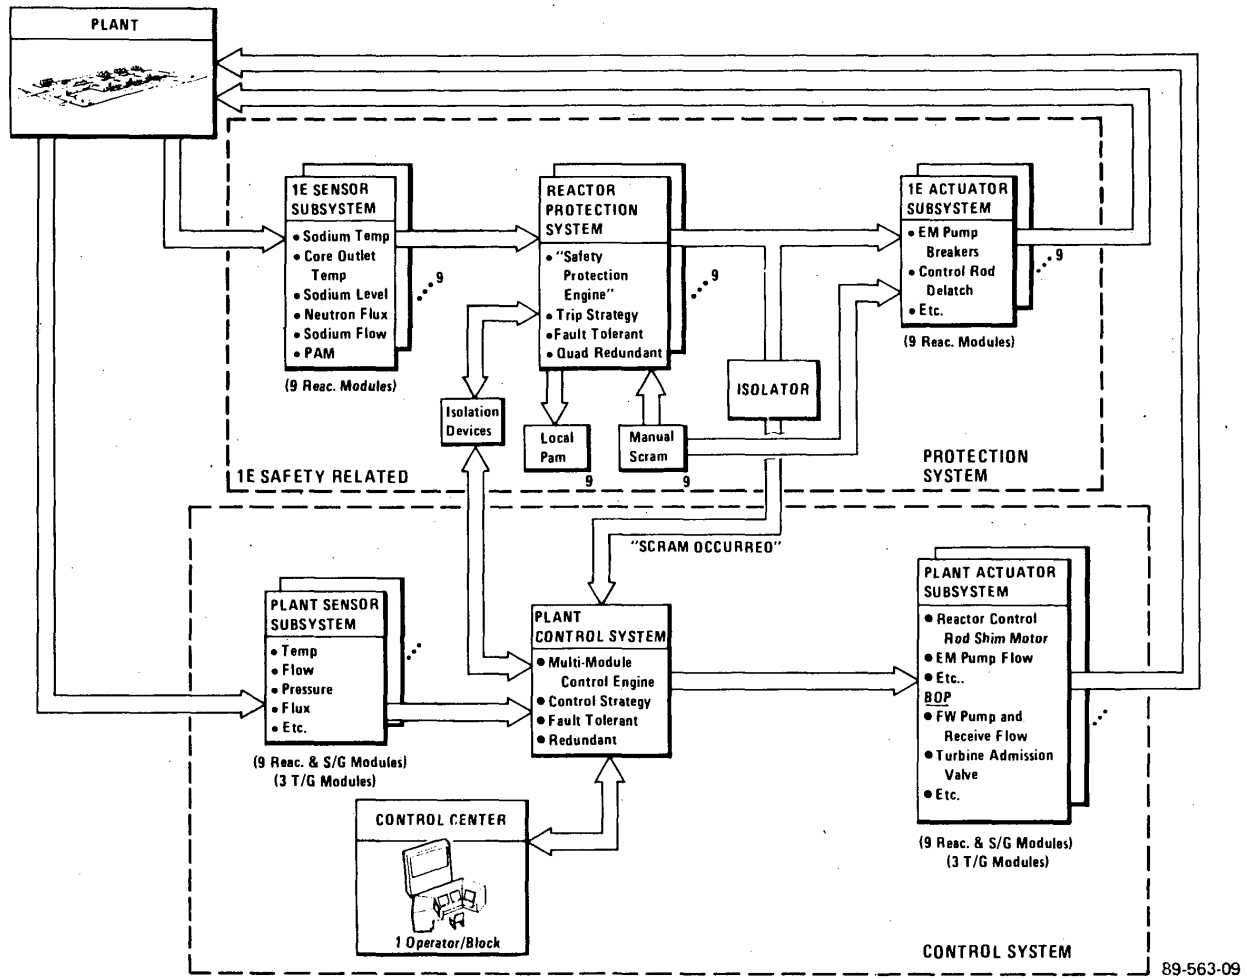 PLANT
1E SENSOR
SUBSYSTEM
• Sodium Temp
• Core Outlet
Temp
• Sodium Level
• Neutron Flux
• Sodium Flow
• PAM
9
(9 Reac. Modules)
REACTOR
PROTECTION
SYSTEM
• "Safety
Protection
Engine"
• Trip Strategy
• Fault Tolerant
• Quad Redundant
9
1E ACTUATOR
SUBSYSTEM
• EM Pump
Breakers
• Control Rod
Delatch
• Etc.
9
(9 Reac. Modules)
Isolation
Devices
Local
Pam
9
Manual
Scram
9
ISOLATOR
1E SAFETY RELATED
PROTECTION
SYSTEM
"SCRAM OCCURREO"
PLANT SENSOR
SUBSYSTEM
• Temp
• Flow
• Pressure
• Flux
• Etc.
(9 Reac. & S/G Modules)
(3 T/G Modules)
PLANT
CONTROL SYSTEM
• Multi-Module
Control Engine
• Control Strategy
• Fault Tolerant
• Redundant
PLANT ACTUATOR
SUBSYSTEM
• Reactor Control
Rod Shim Motor
• EM Pump Flow
• Etc..
BOP
• FW Pump and
Receive Flow
• Turbine Admission
Valve
• Etc.
(9 Reac. & S/G Modules)
(3 T/G Modules)
CONTROL CENTER
1 Operator/Block
CONTROL SYSTEM
89-563-09